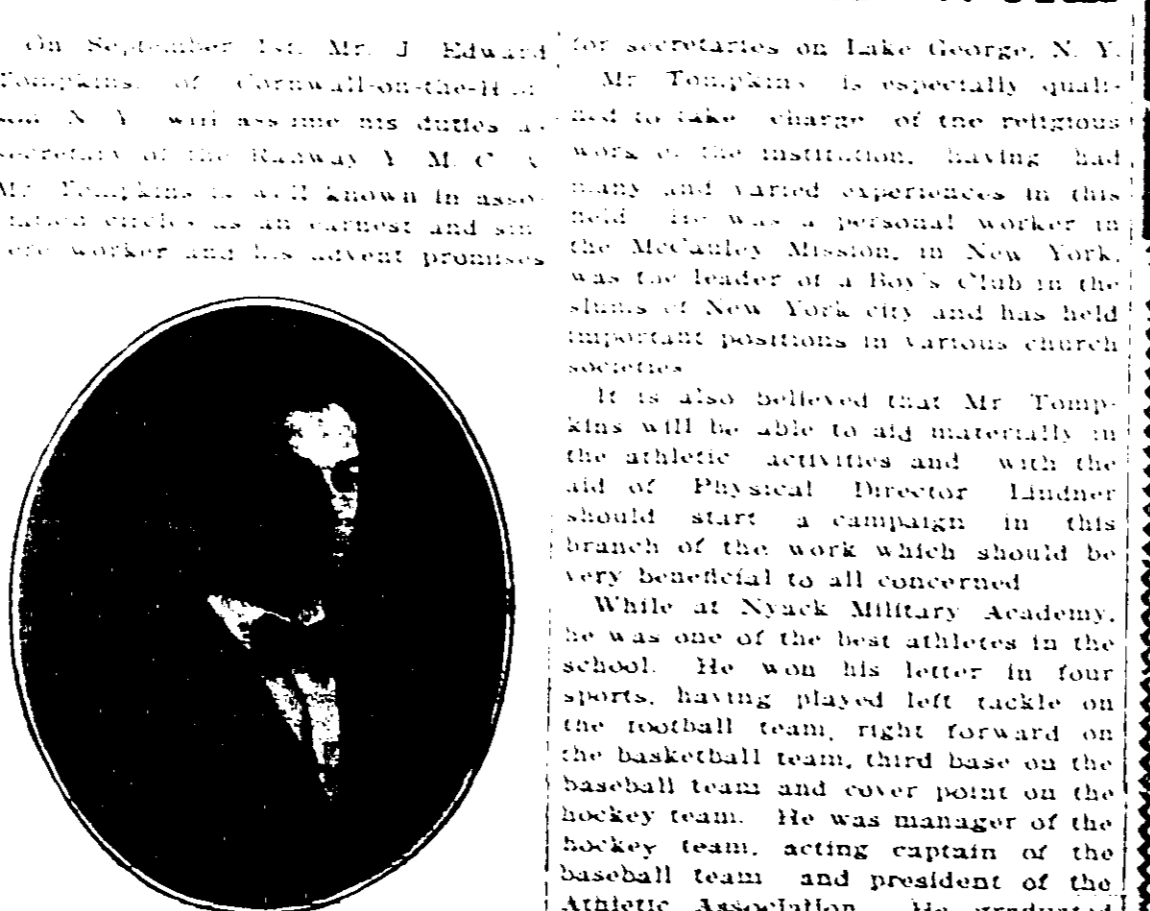 On September 1st, Mr. J. Edward
Tompkins, of Cornwall-on-the-Hud-
son, N. Y., will assume his duties as
secretary of the Rahway Y. M. C. A.
Mr. Tompkins is well known in asso-
ciation circles as an earnest and sin-
cere worker and his advent promises
for secretaries on Lake George, N. Y.
Mr. Tompkins is especially quali-
fied to take charge of the religious
work of the institution, having had
many and varied experiences in this
field. He was a personal worker in
the McCauley Mission, in New York,
was the leader of a Boy's Club in the
slums of New York city and has held
important positions in various church
societies.
It is also believed that Mr. Tomp-
kins will be able to aid materially in
the athletic activities and with the
aid of Physical Director Lindner
should start a campaign in this
branch of the work which should be
very beneficial to all concerned.
While at Nyack Military Academy,
he was one of the best athletes in the
school. He won his letter in four
sports, having played left tackle on
the football team, right forward on
the basketball team, third base on the
baseball team and cover point on the
hockey team. He was manager of the
hockey team, acting captain of the
baseball team and president of the
Athletic Association. He graduated